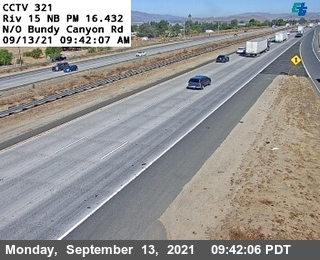 CCTV 321
Riv 15 NB PM 16.432
N/O Bundy Canyon Rd
09/13/21 09:42:07 AM
Monday, September 13, 2021 09:42:06 PDT